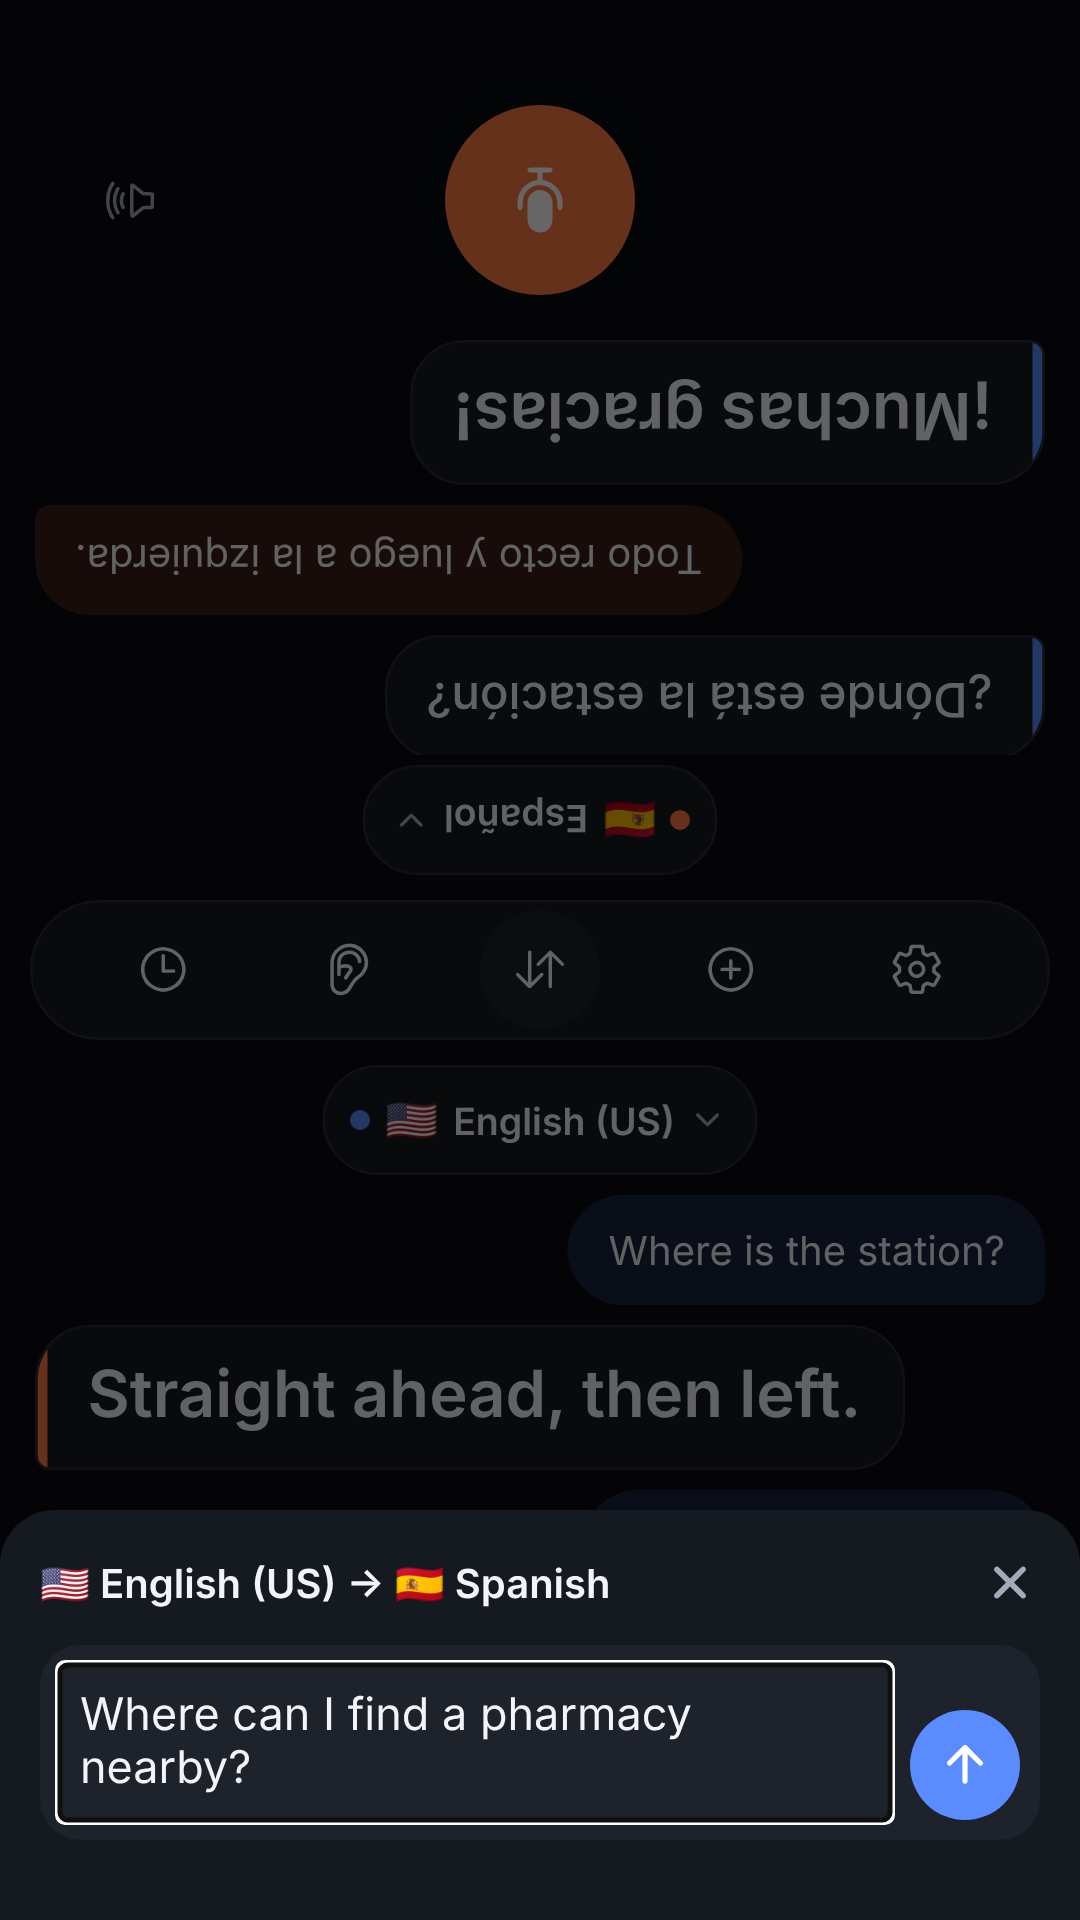 ¡Muchas gracias!
Todo recto y luego a la izquierda.
¿Dónde está la estación?
Español
English (US)
Where is the station?
Straight ahead, then left.
English (US) → Spanish
Where can I find a pharmacy
nearby?